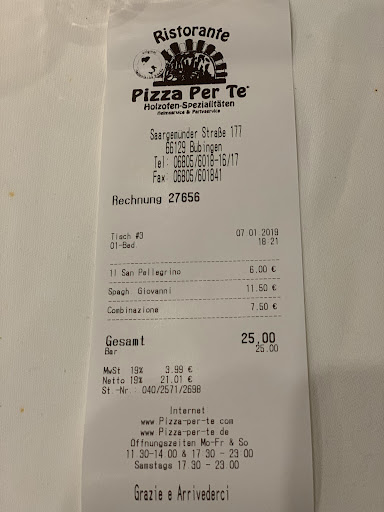 Ristorante
Pizza Per Te
Holzofen-Spezialitäten
Heimservice & Partyservice
Saargemünder Straße 177
66129 Bübingen
Tel: 06805/6018-16/17
Fax: 06805/601841
Rechnung 27656
Tisch #3 07.01.2019
01-Bad. 18:21
1l San Pellegrino 6.00 €
Spagh. Giovanni 11.50 €
Combinazione 7.50 €
Gesamt 25,00
Bar 25.00
MwSt 19% 3.99 €
Netto 19% 21.01 €
St.-Nr.: 040/2571/2698
Internet
www.Pizza-per-te.com
www.Pizza-per-te.de
Öffnungszeiten Mo-Fr & So
11.30-14.00 & 17:30 - 23:00
Samstags 17:30 - 23:00
Grazie e Arrivederci